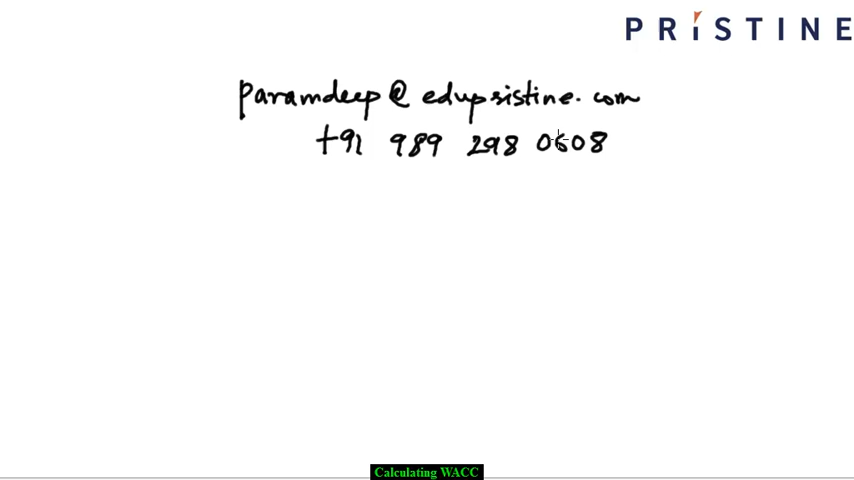 PRiSTINE
paramdeep@edupristine.com
+91 989 298 0608
Calculating WACC